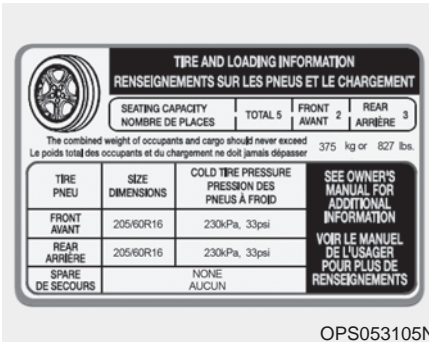 TIRE AND LOADING INFORMATION
RENSEIGNEMENTS SUR LES PNEUS ET LE CHARGEMENT
SEATING CAPACITY
NOMBRE DE PLACES
TOTAL 5
FRONT
AVANT
2
REAR
ARRIÈRE
3
The combined weight of occupants and cargo should never exceed
Le poids total des occupants et du chargement ne doit jamais dépasser
375 kg or 827 lbs.
TIRE
PNEU
SIZE
DIMENSIONS
COLD TIRE PRESSURE
PRESSION DES
PNEUS À FROID
FRONT
AVANT
205/60R16
230kPa, 33psi
REAR
ARRIÈRE
205/60R16
230kPa, 33psi
SPARE
DE SECOURS
NONE
AUCUN
SEE OWNER'S
MANUAL FOR
ADDITIONAL
INFORMATION
VOIR LE MANUEL
DE L'USAGER
POUR PLUS DE
RENSEIGNEMENTS
OPS053105N